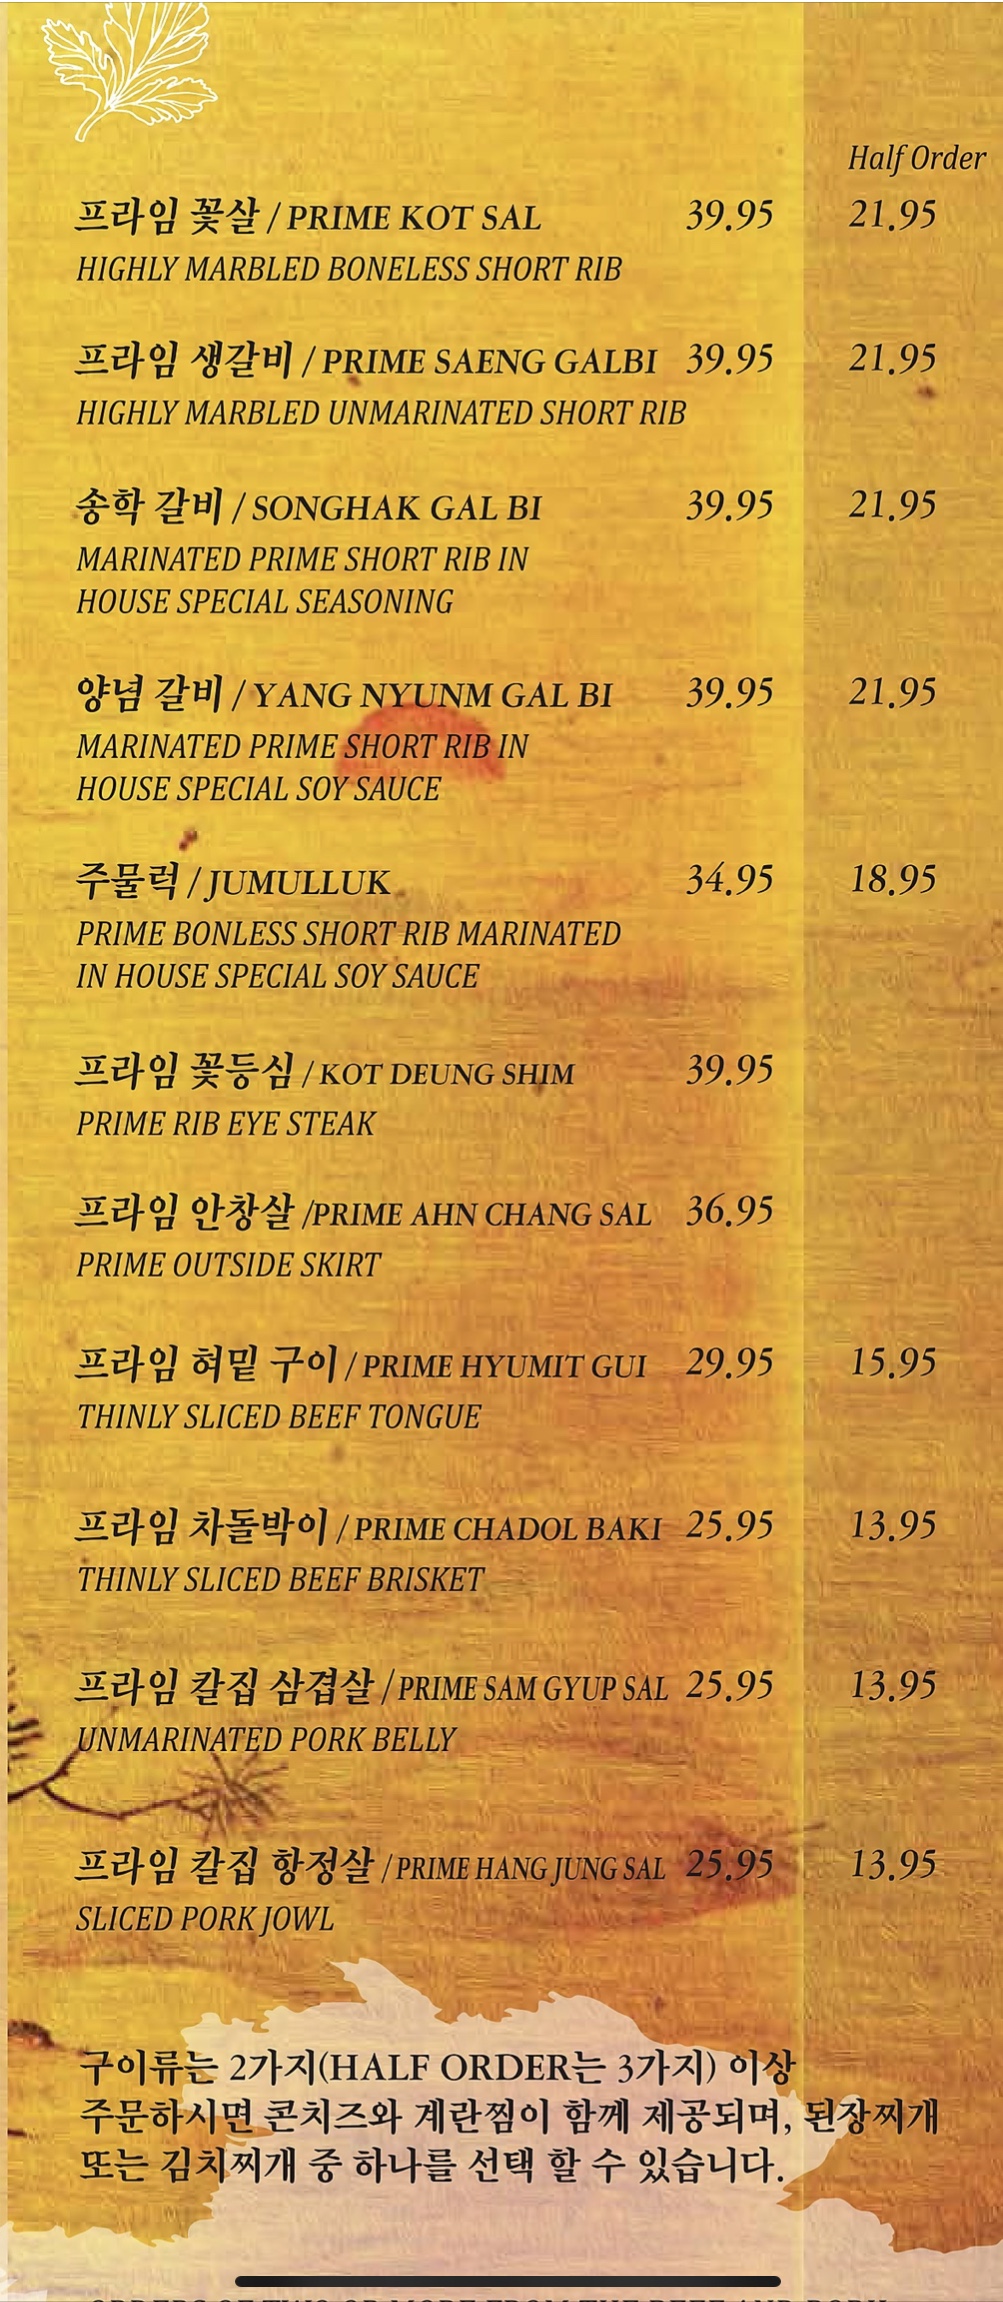 Half Order
프라임 꽃살 / PRIME KOT SAL 39.95 21.95
HIGHLY MARBLED BONELESS SHORT RIB
프라임 생갈비 / PRIME SAENG GALBI 39.95 21.95
HIGHLY MARBLED UNMARINATED SHORT RIB
송학 갈비 / SONGHAK GAL BI 39.95 21.95
MARINATED PRIME SHORT RIB IN
HOUSE SPECIAL SEASONING
양념 갈비 / YANG NYUNM GAL BI 39.95 21.95
MARINATED PRIME SHORT RIB IN
HOUSE SPECIAL SOY SAUCE
주물럭 / JUMULLUK 34.95 18.95
PRIME BONLESS SHORT RIB MARINATED
IN HOUSE SPECIAL SOY SAUCE
프라임 꽃등심 / KOT DEUNG SHIM 39.95
PRIME RIB EYE STEAK
프라임 안창살 /PRIME AHN CHANG SAL 36.95
PRIME OUTSIDE SKIRT
프라임 혀밑 구이 / PRIME HYUMIT GUI 29.95 15.95
THINLY SLICED BEEF TONGUE
프라임 차돌박이 / PRIME CHADOL BAKI 25.95 13.95
THINLY SLICED BEEF BRISKET
프라임 칼집 삼겹살 / PRIME SAM GYUP SAL 25.95 13.95
UNMARINATED PORK BELLY
프라임 칼집 항정살 / PRIME HANG JUNG SAL 25.95 13.95
SLICED PORK JOWL
구이류는 2가지(HALF ORDER는 3가지) 이상
주문하시면 콘치즈와 계란찜이 함께 제공되며, 된장찌개
또는 김치찌개 중 하나를 선택 할 수 있습니다.